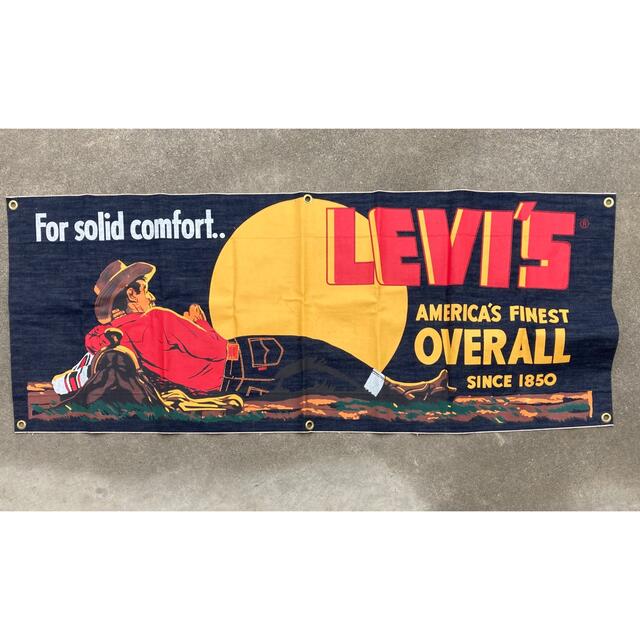 For solid comfort..
LEVI'S ®
AMERICA'S FINEST
OVERALL
SINCE 1850